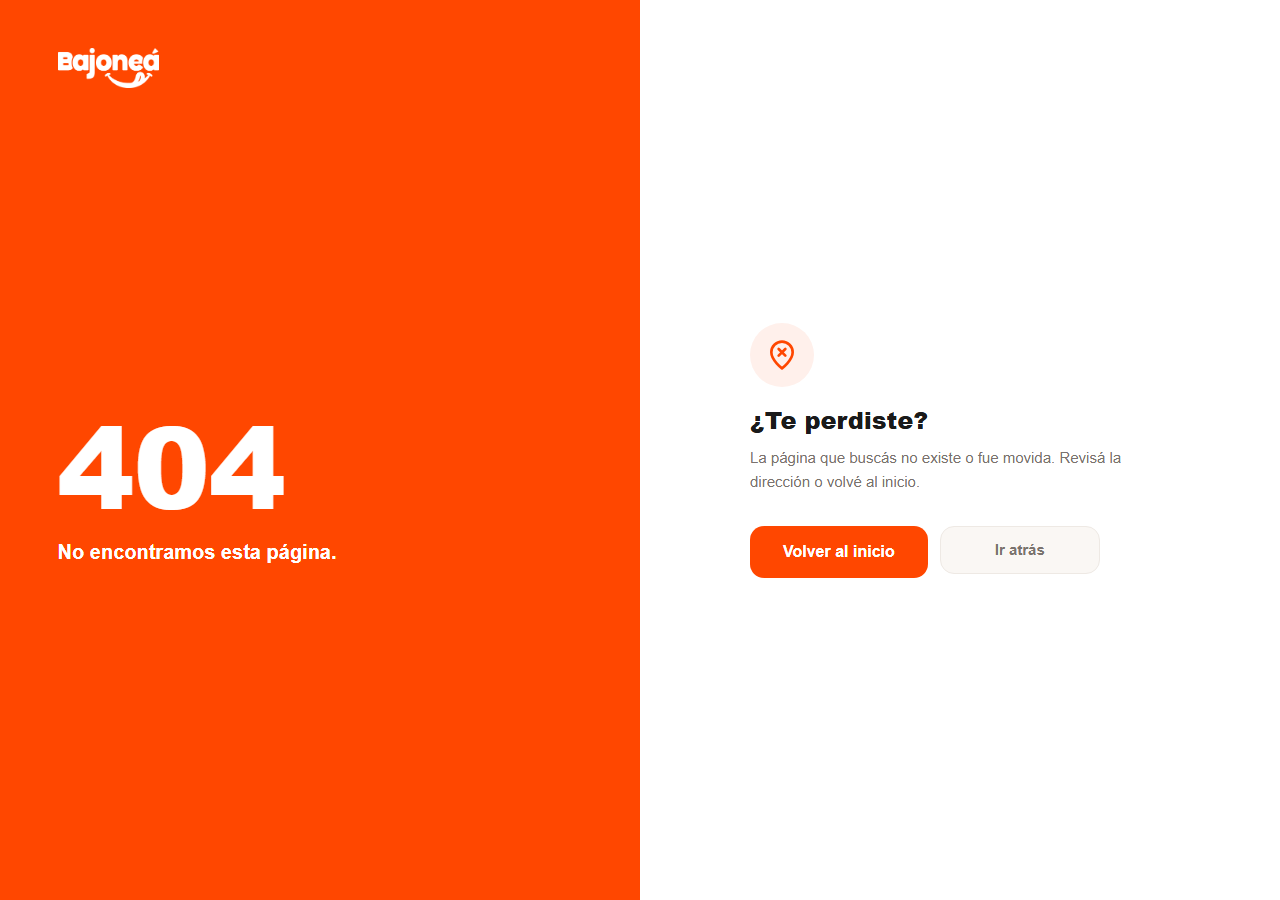 Bajoneá
404
No encontramos esta página.
¿Te perdiste?
La página que buscás no existe o fue movida. Revisá la
dirección o volvé al inicio.
Volver al inicio
Ir atrás